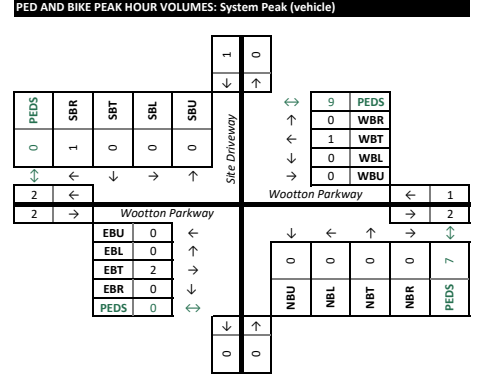 PED AND BIKE PEAK HOUR VOLUMES: System Peak (vehicle)
1 0
↓ ↑
PEDS SBR SBT SBL SBU
0 1 0 0 0
↕ ← ↓ → ↑
Site Driveway
↔ 9 PEDS
↑ 0 WBR
← 1 WBT
↓ 0 WBL
→ 0 WBU
2 ←
Wootton Parkway
← 1
2 →
Wootton Parkway
→ 2
EBU 0 ←
EBL 0 ↑
EBT 2 →
EBR 0 ↓
PEDS 0 ↔
↓ ← ↑ → ↕
0 0 0 0 7
NBU NBL NBT NBR PEDS
↓ ↑
0 0